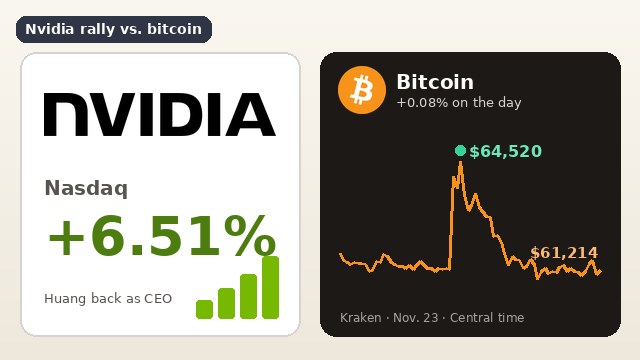 Nvidia rally vs. bitcoin
NVIDIA
Nasdaq
+6.51%
Huang back as CEO
₿
Bitcoin
+0.08% on the day
$64,520
$61,214
Kraken · Nov. 23 · Central time